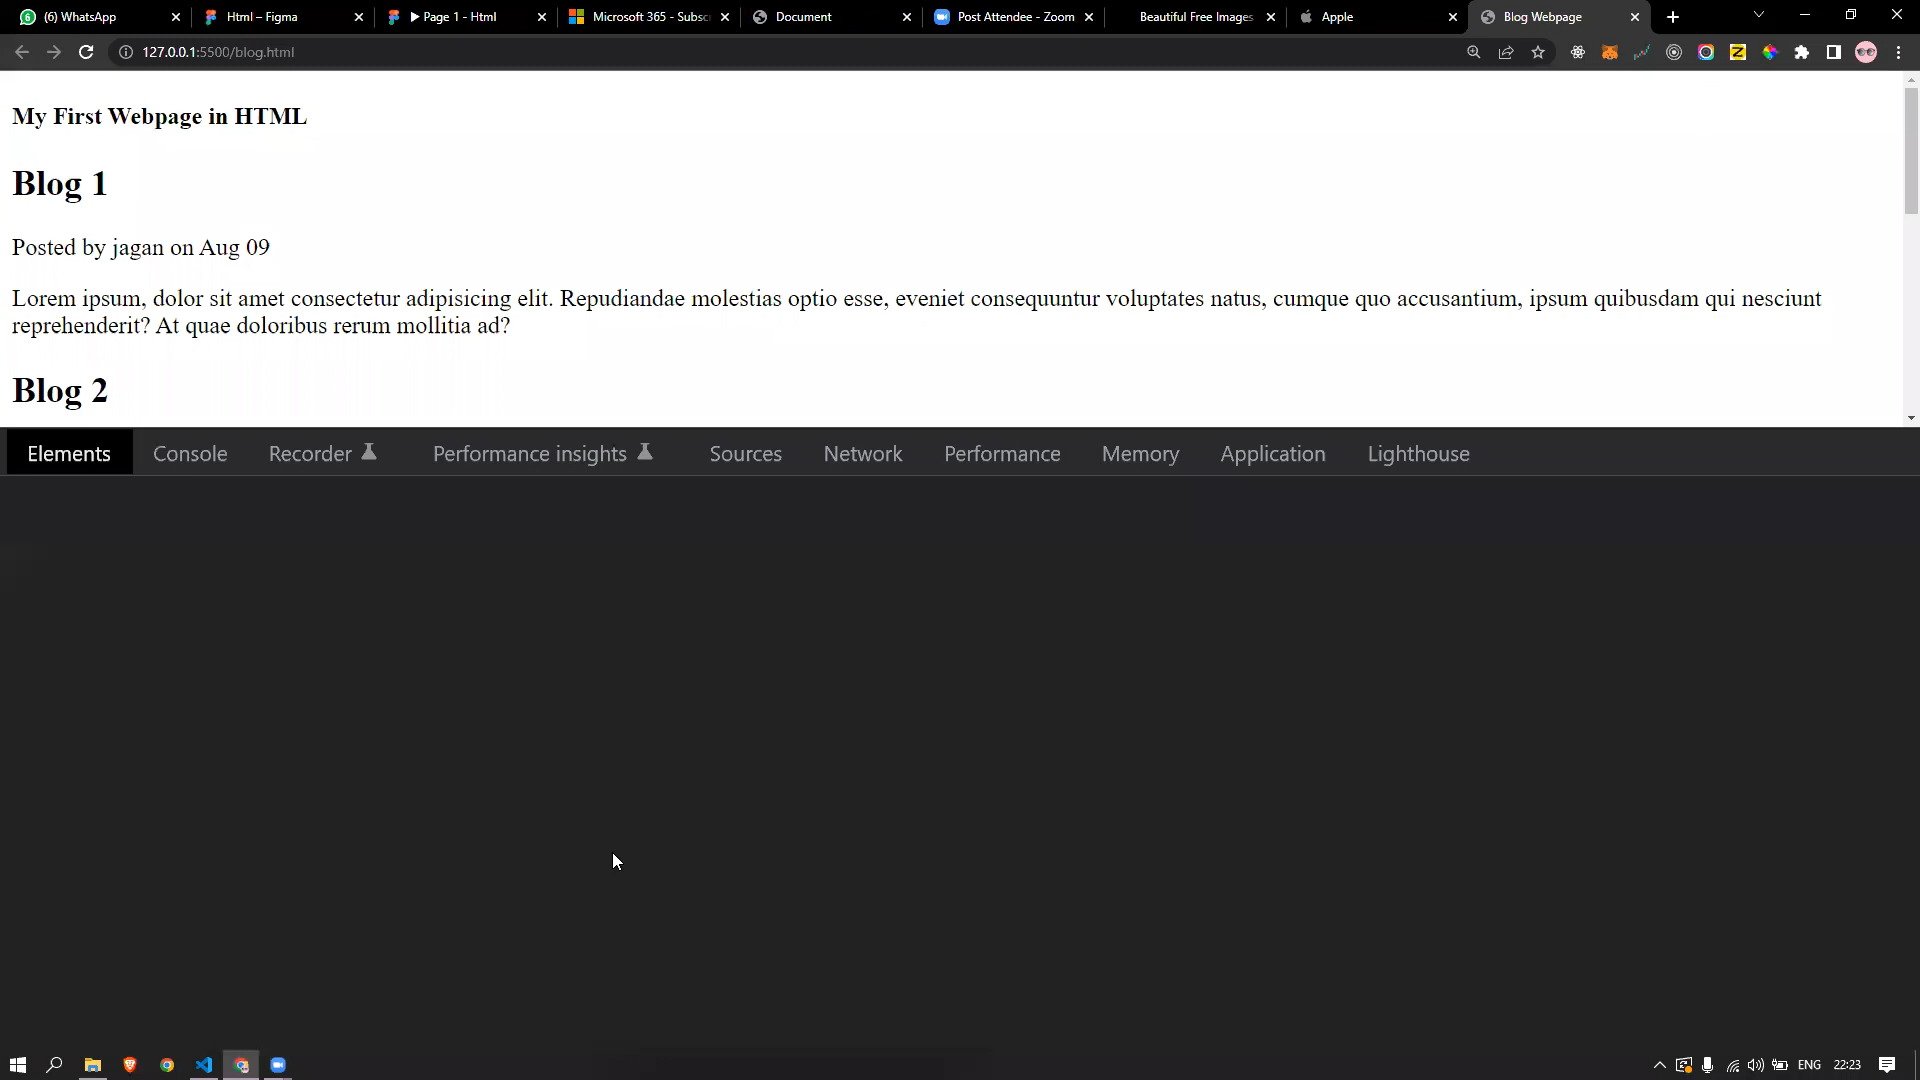 (6) WhatsApp
Html – Figma
▶ Page 1 - Html
Microsoft 365 - Subsc
Document
Post Attendee - Zoom
Beautiful Free Images
Apple
Blog Webpage
127.0.0.1:5500/blog.html
My First Webpage in HTML
Blog 1
Posted by jagan on Aug 09
Lorem ipsum, dolor sit amet consectetur adipisicing elit. Repudiandae molestias optio esse, eveniet consequuntur voluptates natus, cumque quo accusantium, ipsum quibusdam qui nesciunt
reprehenderit? At quae doloribus rerum mollitia ad?
Blog 2
Elements Console Recorder Performance insights Sources Network Performance Memory Application Lighthouse
ENG 22:23